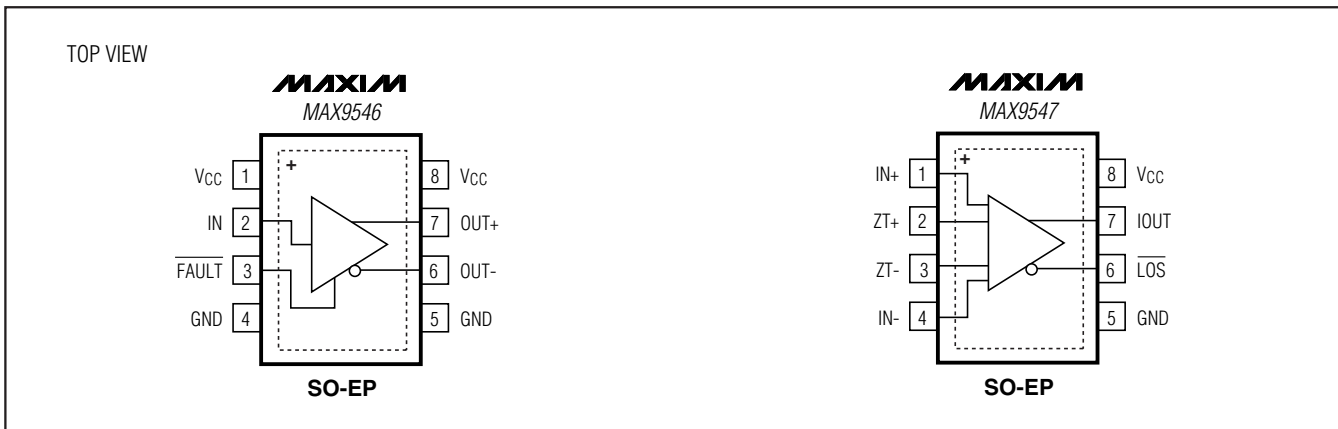 TOP VIEW
MAXIM
MAX9546
+
VCC 1
IN 2
FAULT 3
GND 4
8 VCC
7 OUT+
6 OUT-
5 GND
SO-EP
MAXIM
MAX9547
+
IN+ 1
ZT+ 2
ZT- 3
IN- 4
8 VCC
7 IOUT
6 LOS
5 GND
SO-EP